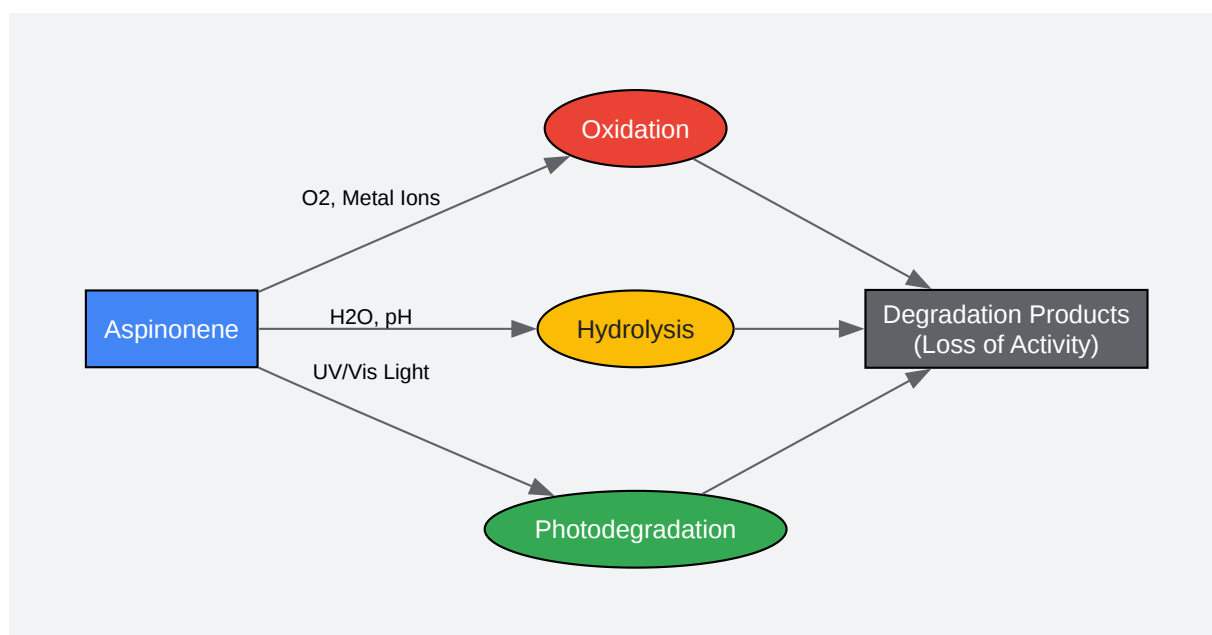 Oxidation
O2, Metal Ions
Aspinonene
H2O, pH
Hydrolysis
Degradation Products
(Loss of Activity)
UV/Vis Light
Photodegradation